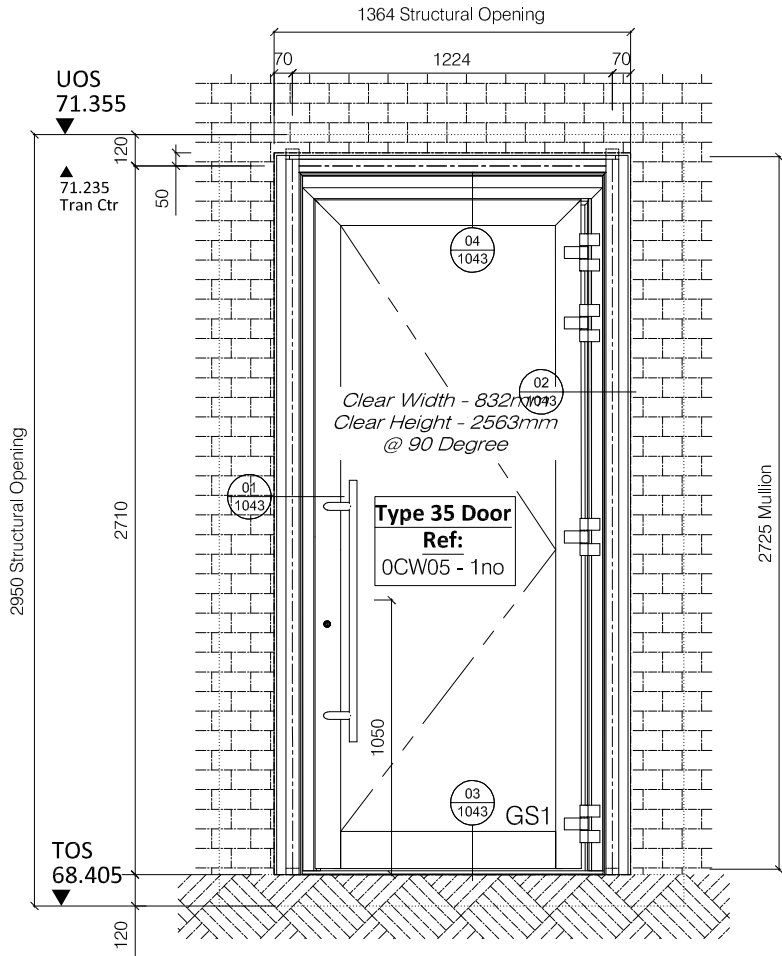 1364 Structural Opening
70
1224
70
UOS
71.355
120
71.235
Tran Ctr
50
04
1043
02
1043
Clear Width - 832mm
Clear Height - 2563mm
@ 90 Degree
01
1043
Type 35 Door
Ref:
0CW05 - 1no
2950 Structural Opening
2710
2725 Mullion
1050
03
1043
GS1
TOS
68.405
120